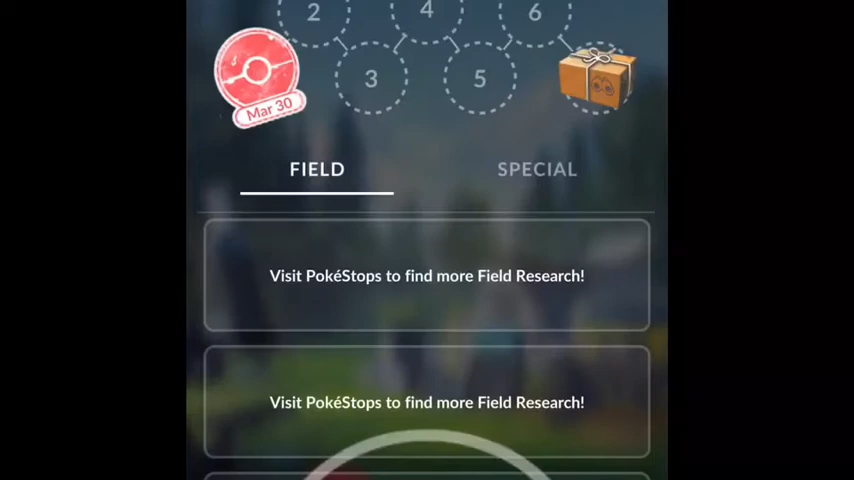 2
4
6
3
5
Mar 30
FIELD
SPECIAL
Visit PokéStops to find more Field Research!
Visit PokéStops to find more Field Research!